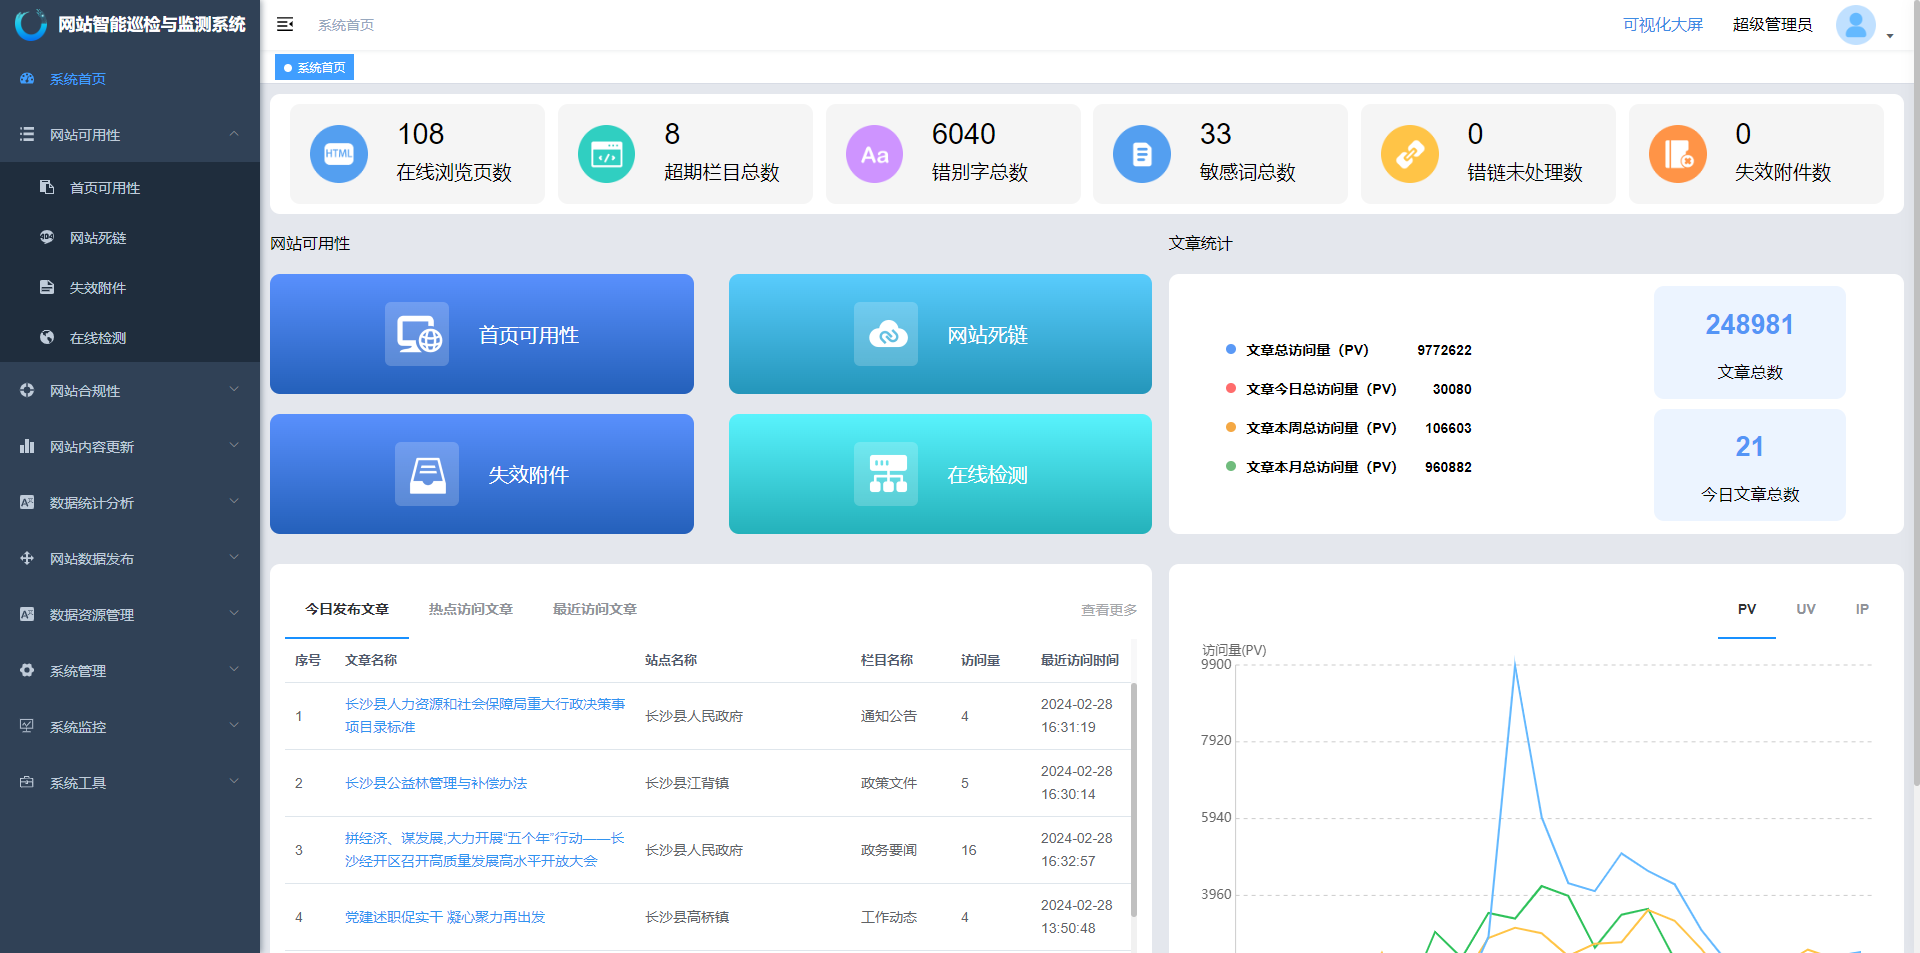 网站智能巡检与监测系统
系统首页
可视化大屏
超级管理员
系统首页
系统首页
网站可用性
首页可用性
网站死链
失效附件
在线检测
网站合规性
网站内容更新
数据统计分析
网站数据发布
数据资源管理
系统管理
系统监控
系统工具
HTML
108
在线浏览页数
8
超期栏目总数
Aa
6040
错别字总数
33
敏感词总数
0
错链未处理数
0
失效附件数
网站可用性
首页可用性
网站死链
失效附件
在线检测
文章统计
文章总访问量（PV） 9772622
文章今日总访问量（PV） 30080
文章本周总访问量（PV） 106603
文章本月总访问量（PV） 960882
248981
文章总数
21
今日文章总数
今日发布文章 热点访问文章 最近访问文章 查看更多
序号 文章名称 站点名称 栏目名称 访问量 最近访问时间
1 长沙县人力资源和社会保障局重大行政决策事
项目录标准 长沙县人民政府 通知公告 4 2024-02-28
16:31:19
2 长沙县公益林管理与补偿办法 长沙县江背镇 政策文件 5 2024-02-28
16:30:14
3 拼经济、谋发展,大力开展“五个年”行动——长
沙经开区召开高质量发展高水平开放大会 长沙县人民政府 政务要闻 16 2024-02-28
16:32:57
4 党建述职促实干 凝心聚力再出发 长沙县高桥镇 工作动态 4 2024-02-28
13:50:48
PV UV IP
访问量(PV)
9900
7920
5940
3960